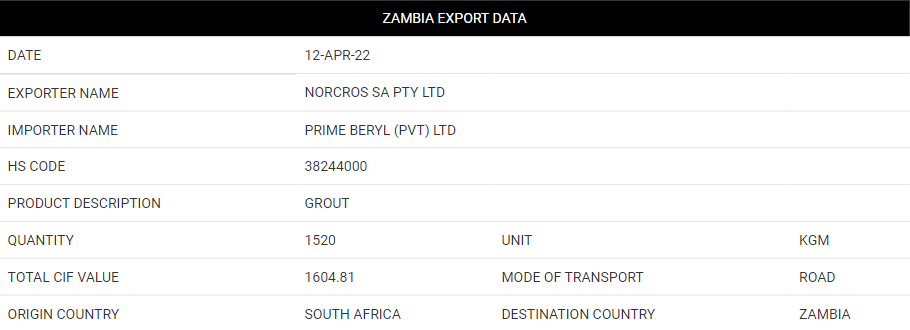 ZAMBIA EXPORT DATA
DATE 12-APR-22
EXPORTER NAME NORCROS SA PTY LTD
IMPORTER NAME PRIME BERYL (PVT) LTD
HS CODE 38244000
PRODUCT DESCRIPTION GROUT
QUANTITY 1520 UNIT KGM
TOTAL CIF VALUE 1604.81 MODE OF TRANSPORT ROAD
ORIGIN COUNTRY SOUTH AFRICA DESTINATION COUNTRY ZAMBIA